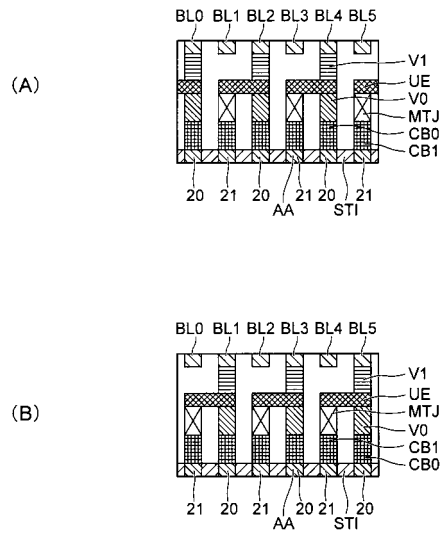 BL0 BL1 BL2 BL3 BL4 BL5
(A)
V1
UE
V0
MTJ
CB0
CB1
20 21 20 21 20 21
AA STI
BL0 BL1 BL2 BL3 BL4 BL5
(B)
V1
UE
MTJ
V0
CB1
CB0
21 20 21 20 21 20
AA STI